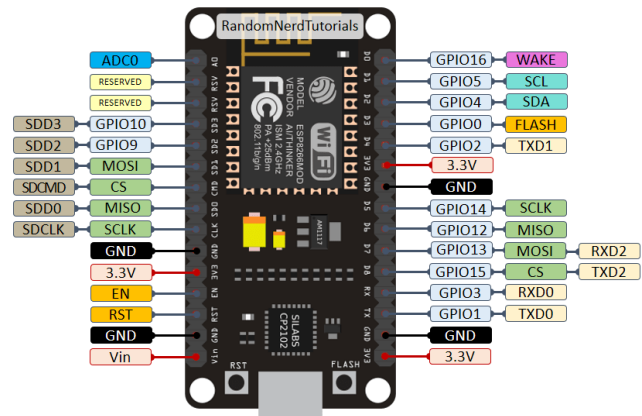 RandomNerdTutorials
ADC0 A0
RESERVED RSV
RESERVED RSV
SDD3 GPIO10 SD3
SDD2 GPIO9 SD2
SDD1 MOSI SD1
SDCMD CS CMD
SDD0 MISO SD0
SDCLK SCLK CLK
GND GND
3.3V 3V3
EN EN
RST RST
GND GND
Vin Vin
MODEL
VENDOR
ESP8266MOD
AI/THINKER
ISM 2.4GHz
PA +25dBm
802.11b/g/n
FC
Wi Fi
AM1117
SILABS
CP2102
RST
FLASH
D0 GPIO16 WAKE
D1 GPIO5 SCL
D2 GPIO4 SDA
D3 GPIO0 FLASH
D4 GPIO2 TXD1
3V3 3.3V
GND GND
D5 GPIO14 SCLK
D6 GPIO12 MISO
D7 GPIO13 MOSI RXD2
D8 GPIO15 CS TXD2
RX GPIO3 RXD0
TX GPIO1 TXD0
GND GND
3V3 3.3V